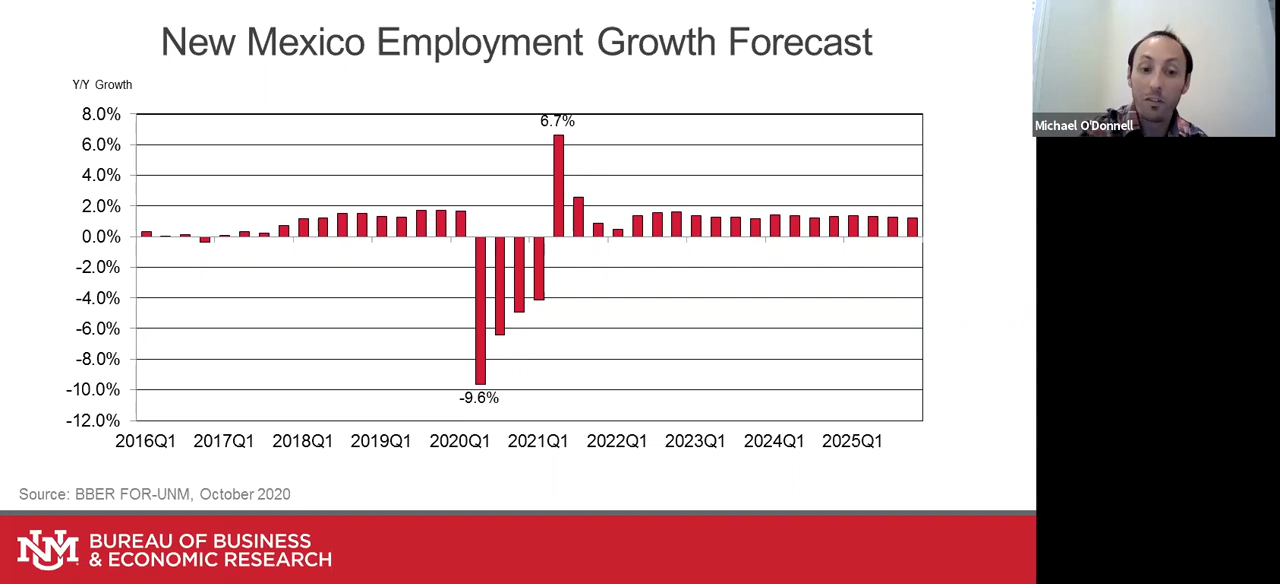 New Mexico Employment Growth Forecast
Y/Y Growth
8.0%
6.7%
6.0%
4.0%
2.0%
0.0%
-2.0%
-4.0%
-6.0%
-8.0%
-10.0%
-9.6%
-12.0%
2016Q1 2017Q1 2018Q1 2019Q1 2020Q1 2021Q1 2022Q1 2023Q1 2024Q1 2025Q1
Source: BBER FOR-UNM, October 2020
UNM
BUREAU OF BUSINESS
& ECONOMIC RESEARCH
Michael O'Donnell